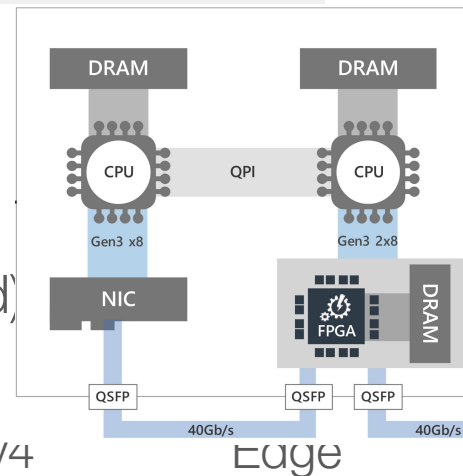 DRAM DRAM
CPU QPI CPU
Gen3 x8 Gen3 2x8
NIC
FPGA
DRAM
QSFP QSFP QSFP
40Gb/s 40Gb/s
Edge